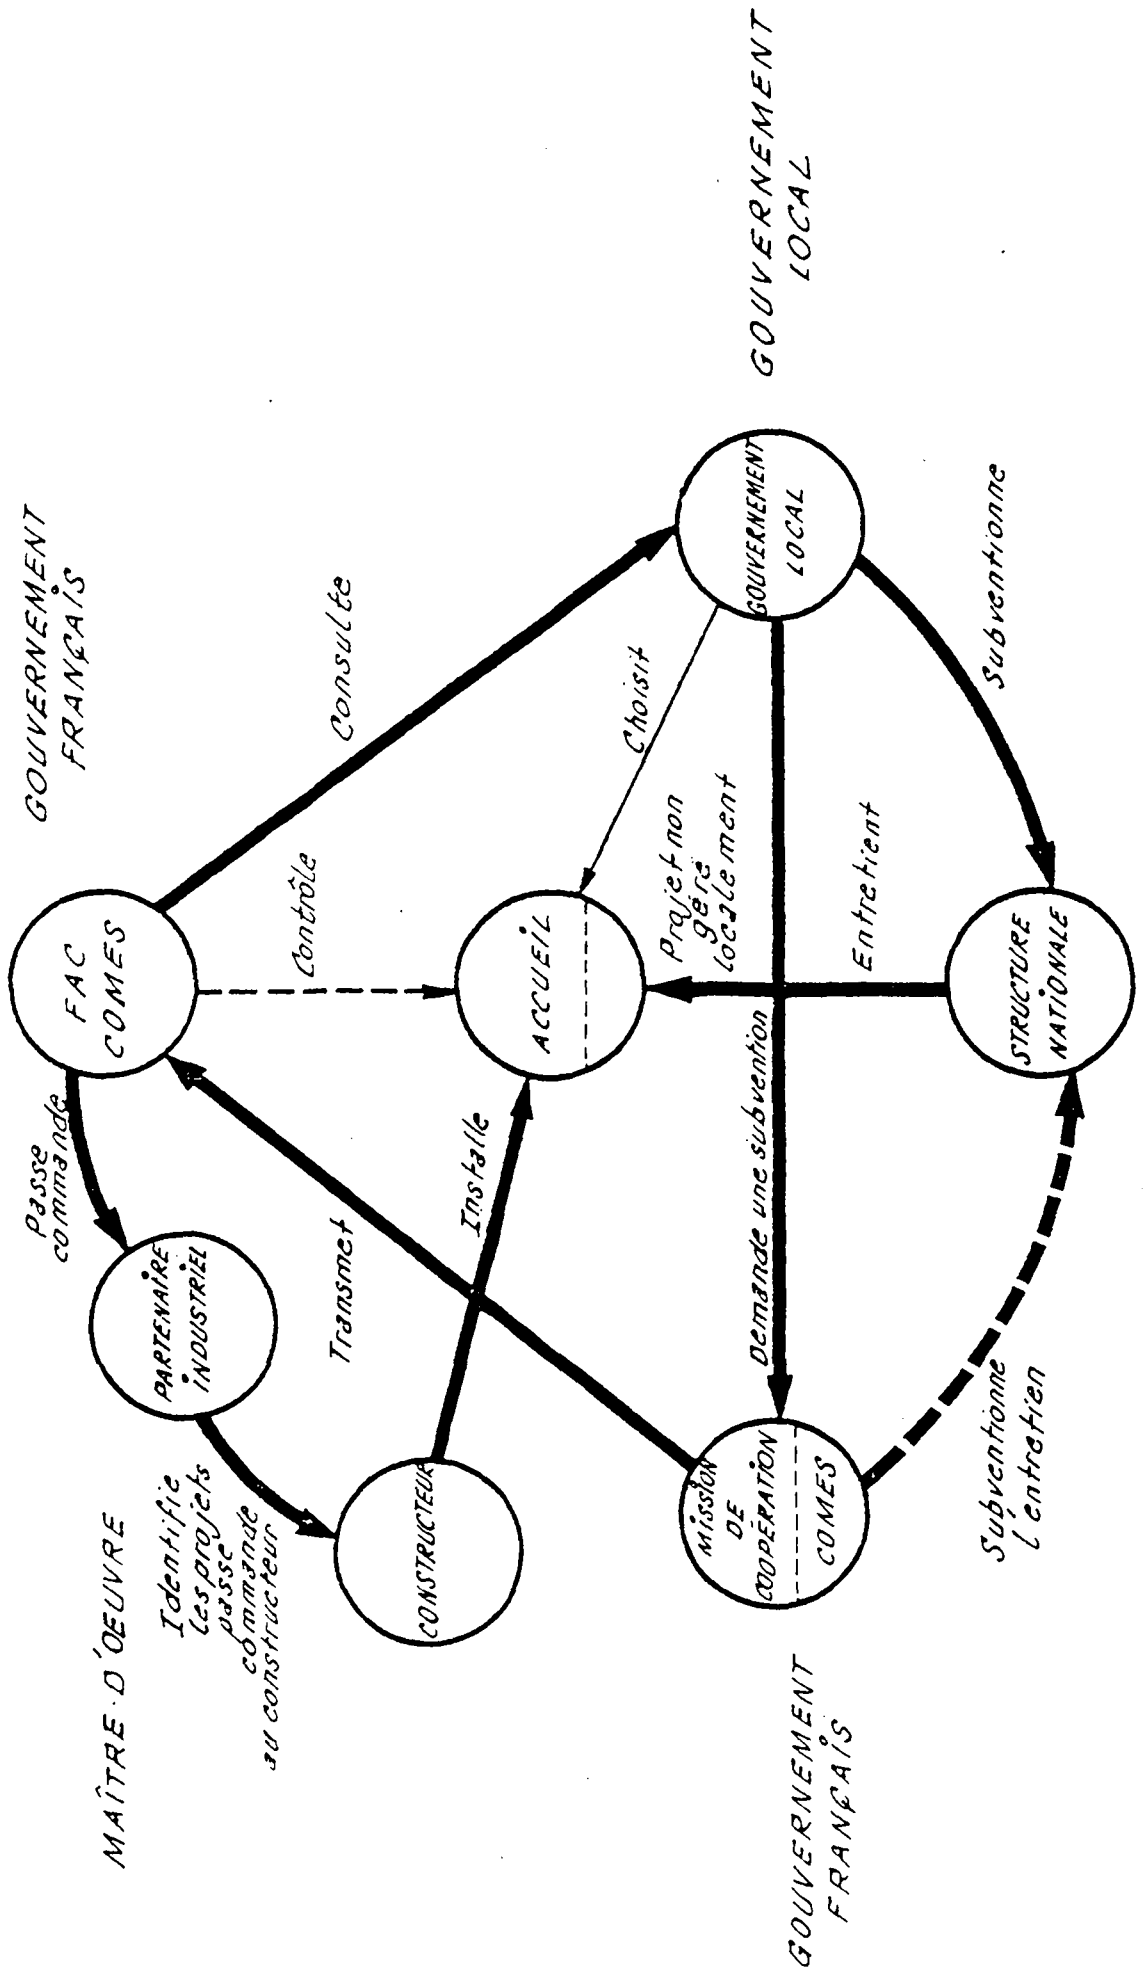 GOUVERNEMENT
FRANÇAIS
MAÎTRE D'OEUVRE
FAC
COMES
Passe
commande
PARTENAIRE
INDUSTRIEL
Identifie
les projets
passe
commande
au constructeur
CONSTRUCTEUR
Transmet
Installe
Contrôle
Consulte
ACCUEIL
Choisit
Projet non
géré
localement
GOUVERNEMENT
LOCAL
GOUVERNEMENT
LOCAL
Demande une subvention
MISSION
DE
COOPÉRATION
COMES
GOUVERNEMENT
FRANÇAIS
Entretient
Subventionne
STRUCTURE
NATIONALE
Subventionne
l'entretien